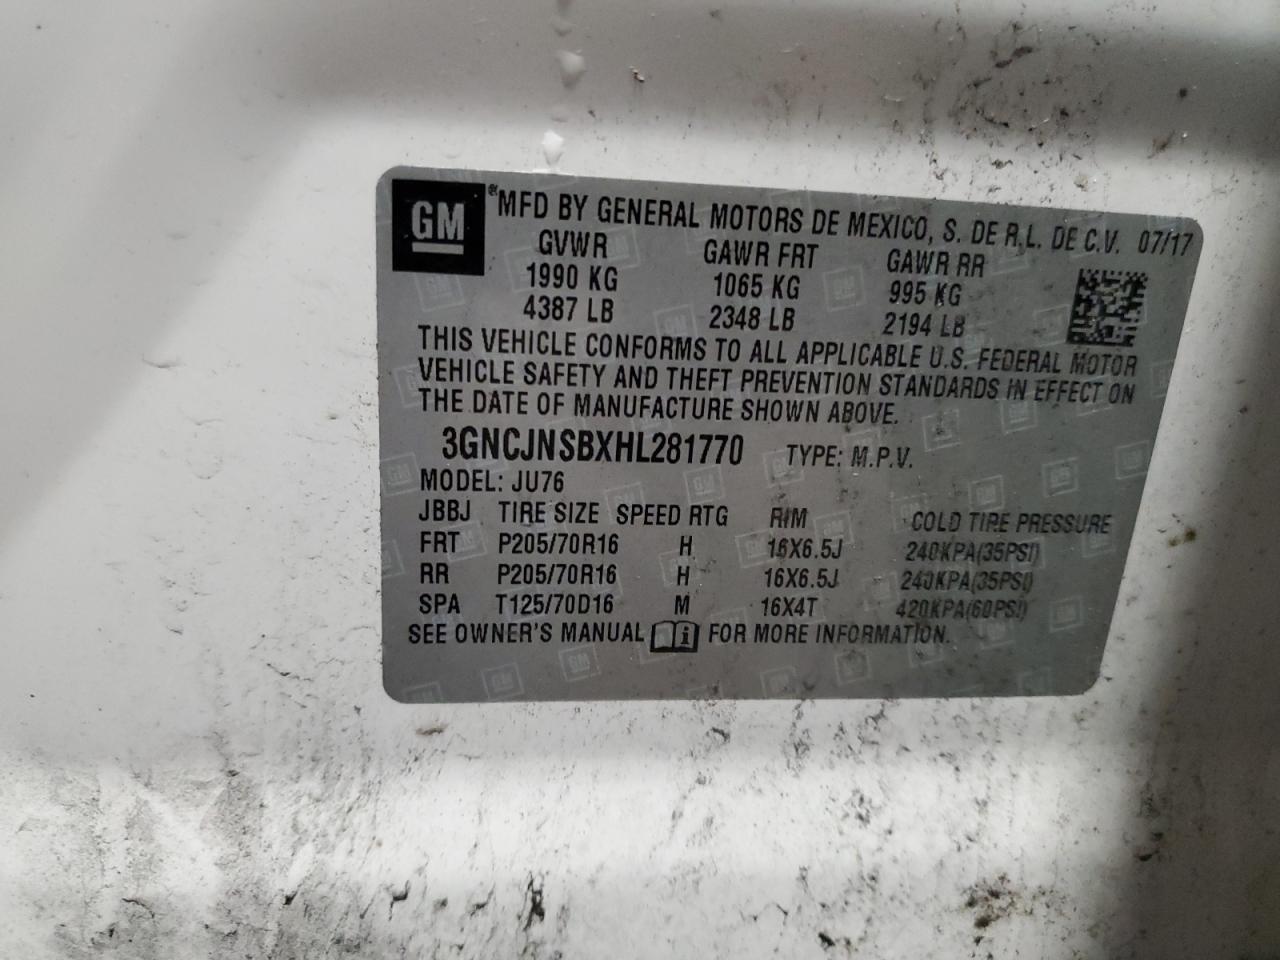 GM ® MFD BY GENERAL MOTORS DE MEXICO, S. DE R.L. DE C.V. 07/17
GVWR GAWR FRT GAWR RR
1990 KG 1065 KG 995 KG
4387 LB 2348 LB 2194 LB
THIS VEHICLE CONFORMS TO ALL APPLICABLE U.S. FEDERAL MOTOR
VEHICLE SAFETY AND THEFT PREVENTION STANDARDS IN EFFECT ON
THE DATE OF MANUFACTURE SHOWN ABOVE.
3GNCJNSBXHL281770 TYPE: M.P.V.
MODEL: JU76
JBBJ TIRE SIZE SPEED RTG RIM COLD TIRE PRESSURE
FRT P205/70R16 H 16X6.5J 240KPA(35PSI)
RR P205/70R16 H 16X6.5J 240KPA(35PSI)
SPA T125/70D16 M 16X4T 420KPA(60PSI)
SEE OWNER'S MANUAL FOR MORE INFORMATION.